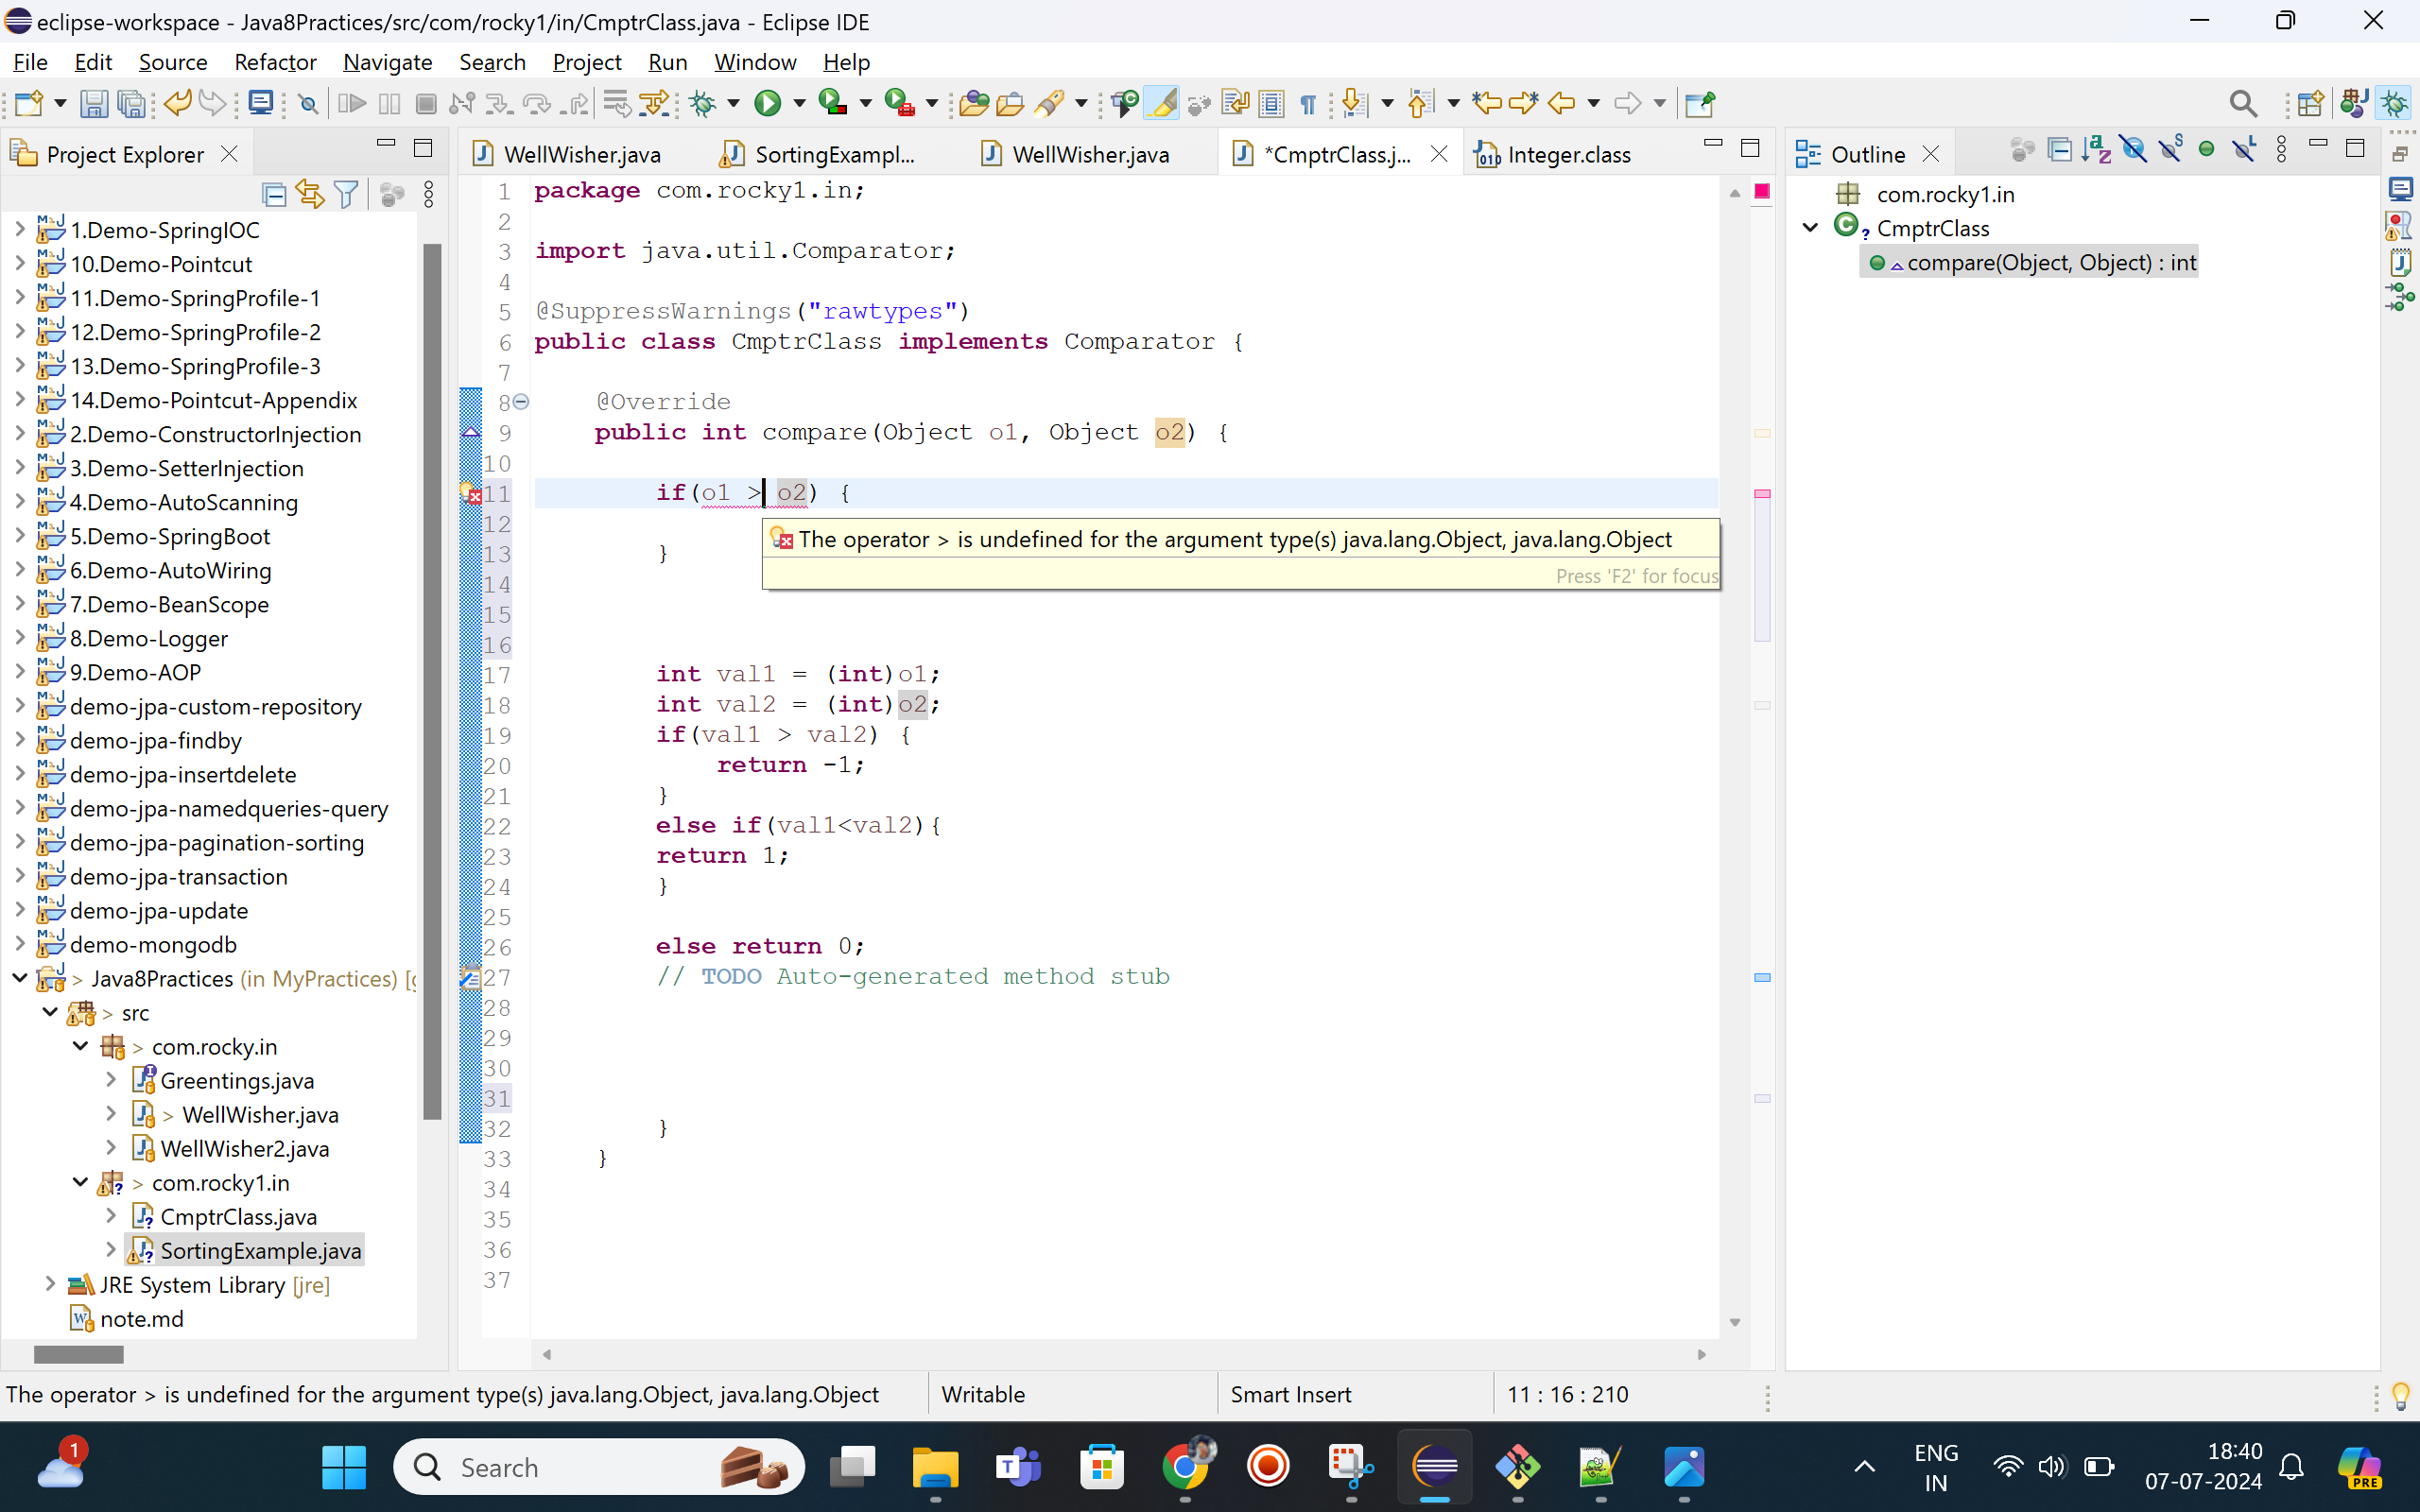 eclipse-workspace - Java8Practices/src/com/rocky1/in/CmptrClass.java - Eclipse IDE
File Edit Source Refactor Navigate Search Project Run Window Help
Project Explorer
1.Demo-SpringIOC
10.Demo-Pointcut
11.Demo-SpringProfile-1
12.Demo-SpringProfile-2
13.Demo-SpringProfile-3
14.Demo-Pointcut-Appendix
2.Demo-ConstructorInjection
3.Demo-SetterInjection
4.Demo-AutoScanning
5.Demo-SpringBoot
6.Demo-AutoWiring
7.Demo-BeanScope
8.Demo-Logger
9.Demo-AOP
demo-jpa-custom-repository
demo-jpa-findby
demo-jpa-insertdelete
demo-jpa-namedqueries-query
demo-jpa-pagination-sorting
demo-jpa-transaction
demo-jpa-update
demo-mongodb
> Java8Practices (in MyPractices)
> src
> com.rocky.in
Greentings.java
> WellWisher.java
WellWisher2.java
> com.rocky1.in
CmptrClass.java
SortingExample.java
JRE System Library [jre]
note.md
WellWisher.java SortingExampl... WellWisher.java *CmptrClass.j... Integer.class
1 package com.rocky1.in;
2
3 import java.util.Comparator;
4
5 @SuppressWarnings("rawtypes")
6 public class CmptrClass implements Comparator {
7
8 @Override
9 public int compare(Object o1, Object o2) {
10
11 if(o1 > o2) {
12
The operator > is undefined for the argument type(s) java.lang.Object, java.lang.Object
13 }
Press 'F2' for focus
14
15
16
17 int val1 = (int)o1;
18 int val2 = (int)o2;
19 if(val1 > val2) {
20 return -1;
21 }
22 else if(val1<val2){
23 return 1;
24 }
25
26 else return 0;
27 // TODO Auto-generated method stub
28
29
30
31
32 }
33 }
34
35
36
37
Outline
com.rocky1.in
CmptrClass
compare(Object, Object) : int
The operator > is undefined for the argument type(s) java.lang.Object, java.lang.Object Writable Smart Insert 11 : 16 : 210
1
Search
ENG
IN
18:40
07-07-2024
PRE